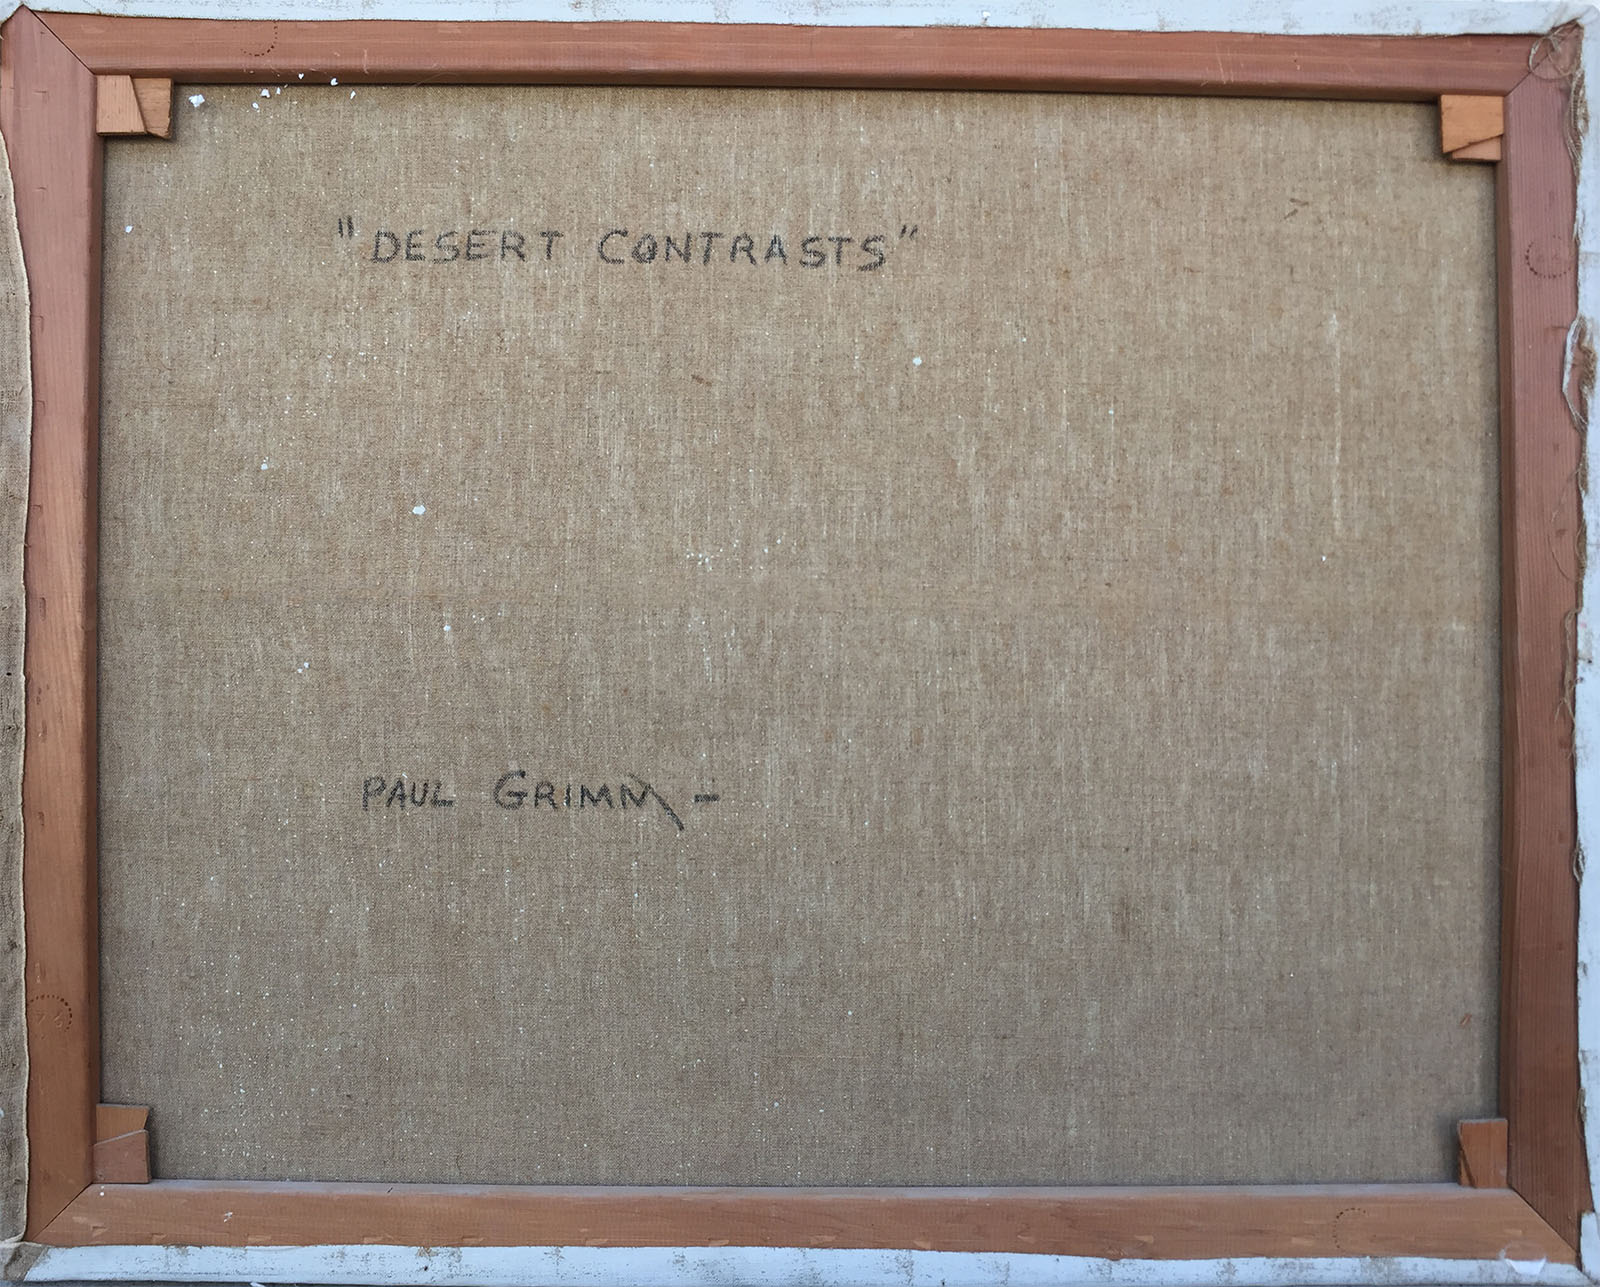 "DESERT CONTRASTS"
PAUL GRIMM -